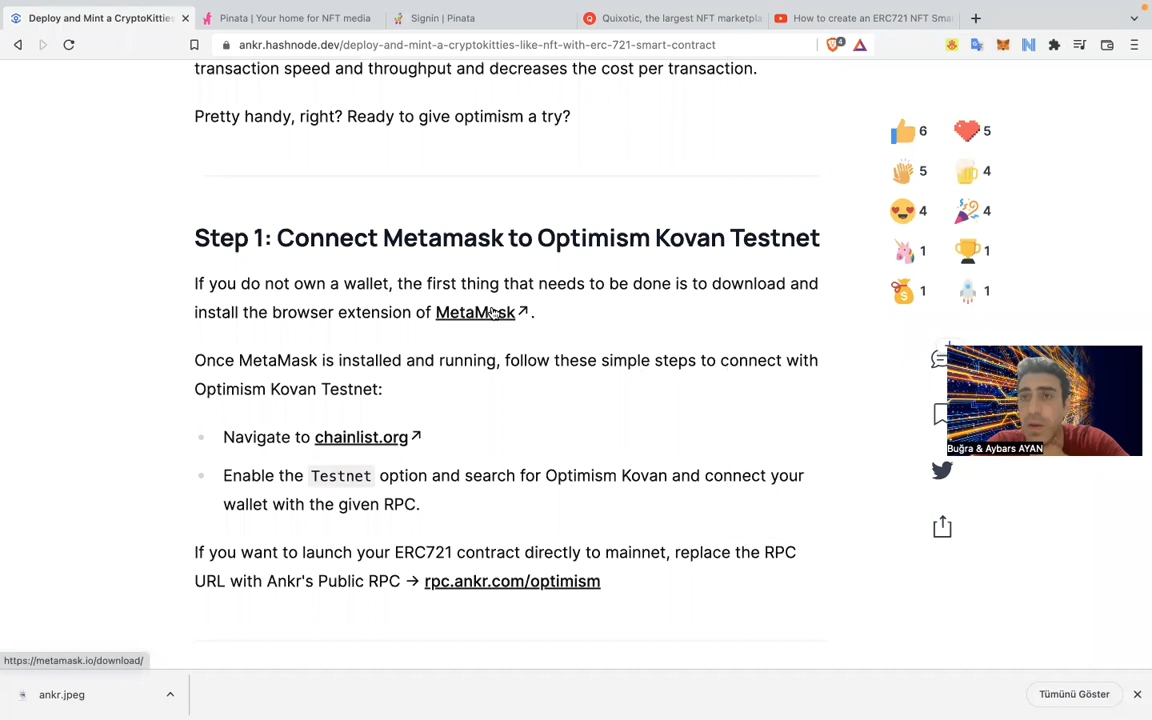 Deploy and Mint a CryptoKitties
Pinata | Your home for NFT media
Signin | Pinata
Quixotic, the largest NFT marketpla
How to create an ERC721 NFT Sma
ankr.hashnode.dev/deploy-and-mint-a-cryptokitties-like-nft-with-erc-721-smart-contract
4
transaction speed and throughput and decreases the cost per transaction.
Pretty handy, right? Ready to give optimism a try?
6
5
5
4
4
4
1
1
1
1
Step 1: Connect Metamask to Optimism Kovan Testnet
If you do not own a wallet, the first thing that needs to be done is to download and
install the browser extension of MetaMask↗.
Once MetaMask is installed and running, follow these simple steps to connect with
Optimism Kovan Testnet:
Navigate to chainlist.org↗
Enable the Testnet option and search for Optimism Kovan and connect your
wallet with the given RPC.
If you want to launch your ERC721 contract directly to mainnet, replace the RPC
URL with Ankr's Public RPC → rpc.ankr.com/optimism
Buğra & Aybars AYAN
https://metamask.io/download/
ankr.jpeg
Tümünü Göster